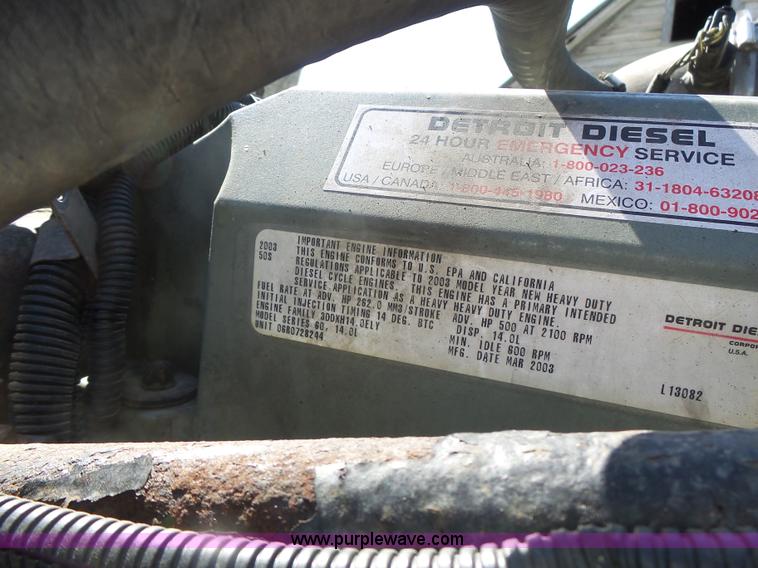 DETROIT DIESEL
24 HOUR EMERGENCY SERVICE
AUSTRALIA: 1-800-023-236
EUROPE / MIDDLE EAST / AFRICA: 31-1804-63208
USA / CANADA: 1-800-445-1980 MEXICO: 01-800-902
2003 IMPORTANT ENGINE INFORMATION
50S THIS ENGINE CONFORMS TO U.S. EPA AND CALIFORNIA
REGULATIONS APPLICABLE TO 2003 MODEL YEAR NEW HEAVY DUTY
DIESEL CYCLE ENGINES. THIS ENGINE HAS A PRIMARY INTENDED
SERVICE APPLICATION AS A HEAVY HEAVY DUTY ENGINE.
FUEL RATE AT ADV. HP 262.0 MM3/STROKE ADV. HP 500 AT 2100 RPM
INITIAL INJECTION TIMING 14 DEG. BTC DISP. 14.0L
ENGINE FAMILY 3DDXH14.0ELY MIN. IDLE 600 RPM
MODEL SERIES 60, 14.0L MFG. DATE MAR 2003
UNIT 06R0728244
DETROIT DIE
CORPOR
U.S.A.
L13082
www.purplewave.com